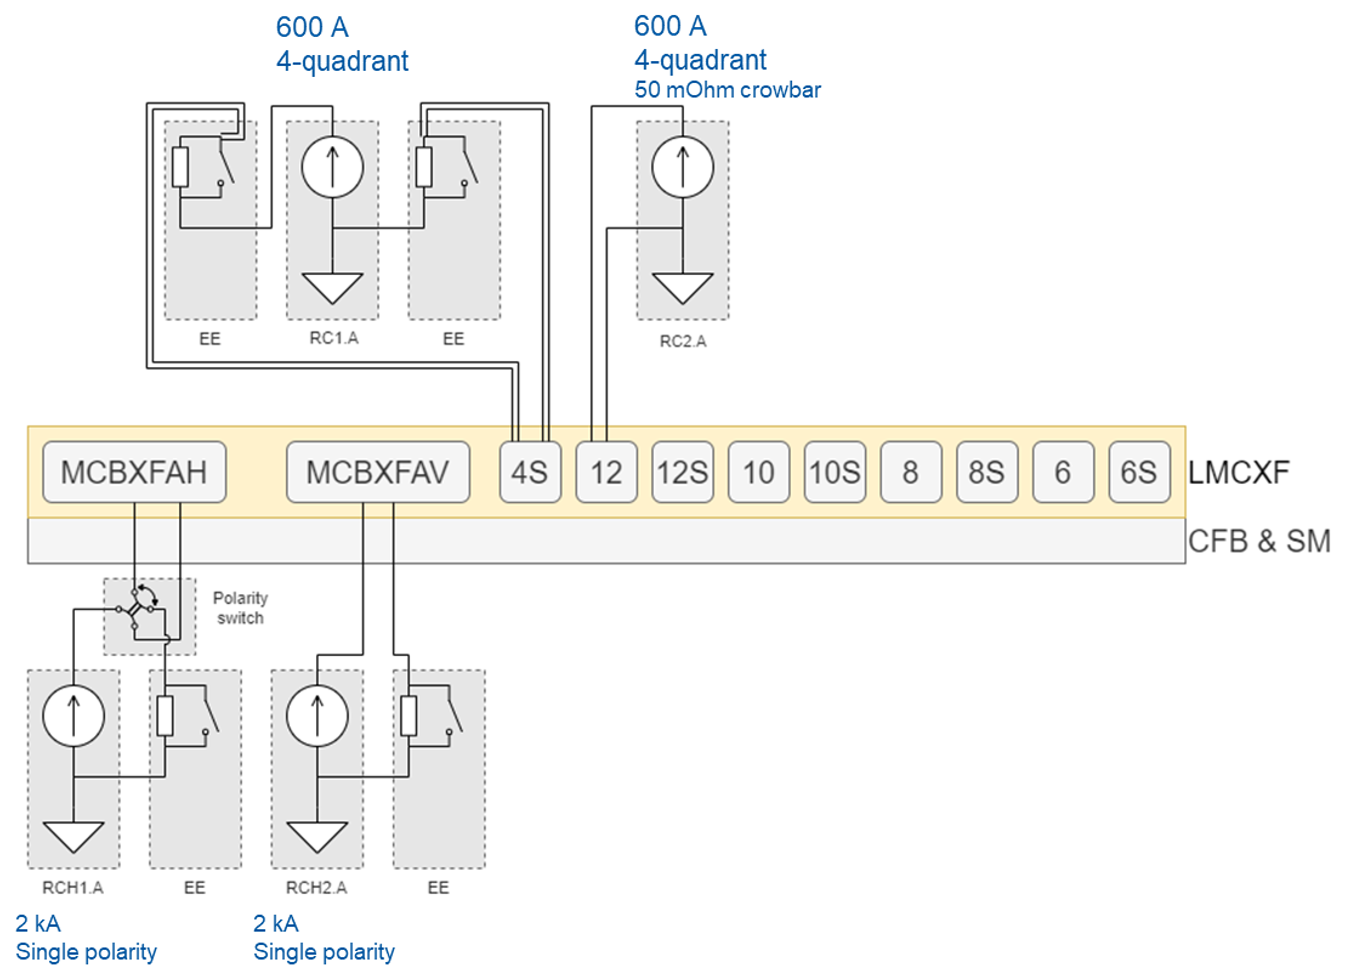 600 A
4-quadrant
600 A
4-quadrant
50 mOhm crowbar
EE
RC1.A
EE
RC2.A
MCBXFAH
MCBXFAV
4S
12
12S
10
10S
8
8S
6
6S
LMCXF
CFB & SM
Polarity
switch
RCH1.A
EE
RCH2.A
EE
2 kA
Single polarity
2 kA
Single polarity